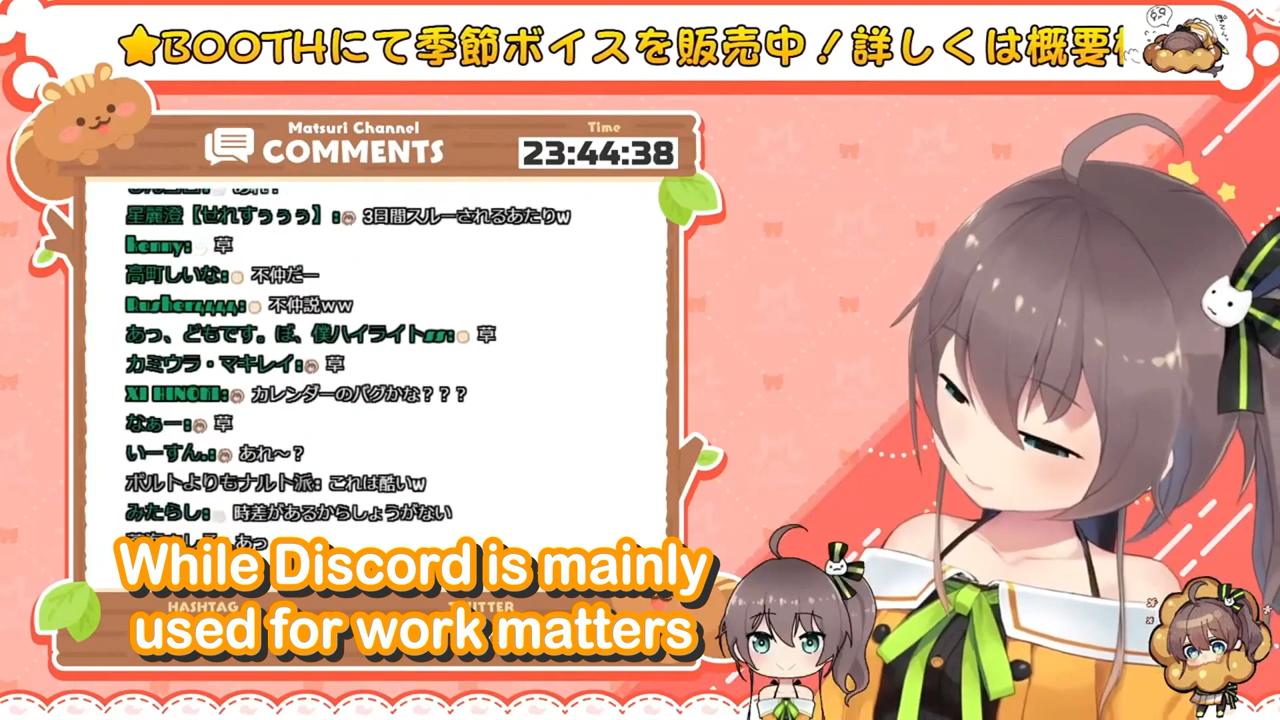 ★BOOTHにて季節ボイスを販売中！詳しくは概要
Matsuri Channel
COMMENTS
Time
23:44:38
星麗澄【せれすぅぅぅ】: 3日間スルーされるあたりw
kenny: 草
高町しいな: 不仲だー
Rusher4444: 不仲説ww
あっ、どもです。ぼ、僕ハイライトss: 草
カミウラ・マキレイ: 草
XI HINOKI: カレンダーのバグかな？？？
なぁー: 草
いーすん.: あれ～？
ボルトよりもナルト派: これは酷いw
みたらし: 時差があるからしょうがない
あっ
While Discord is mainly
HASHTAG
used for work matters